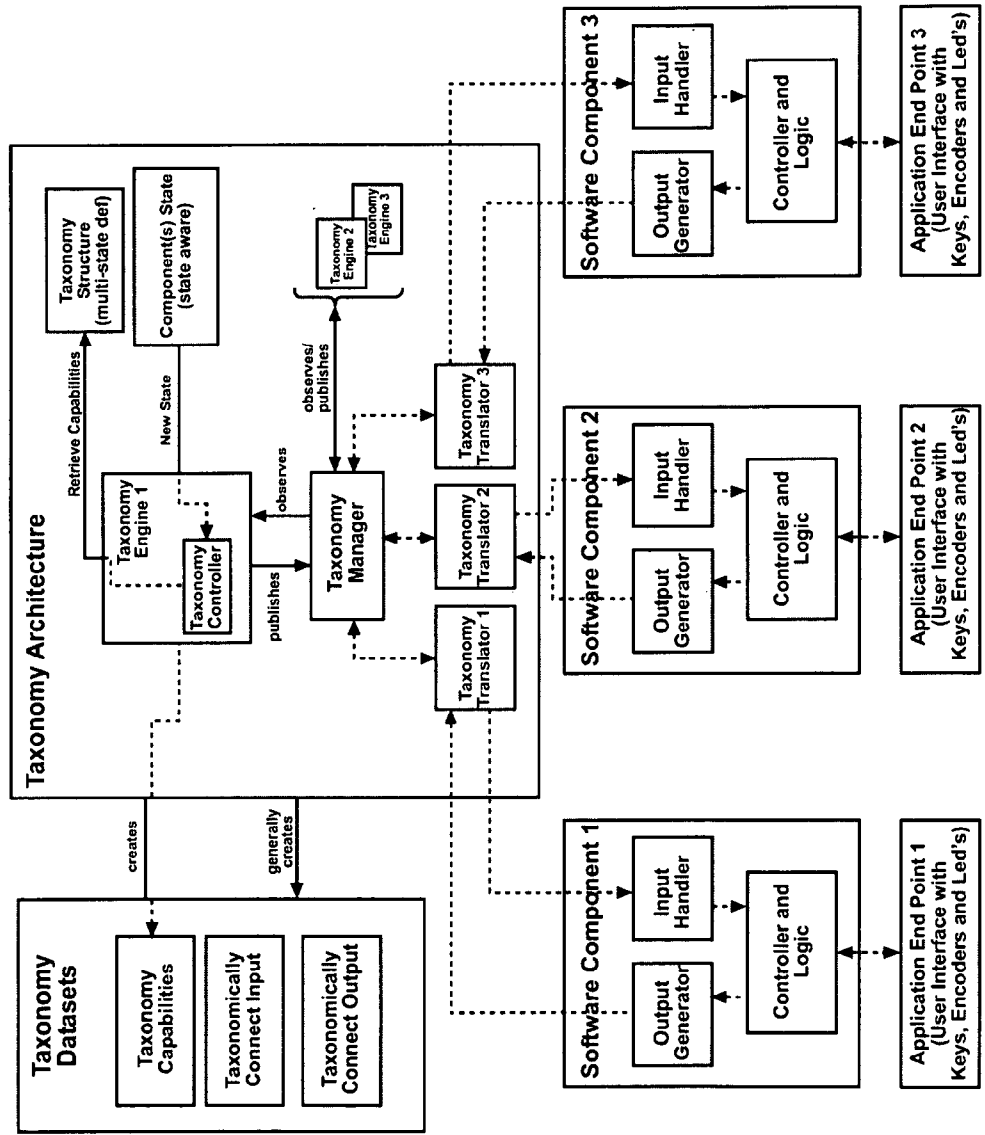 Taxonomy
Datasets
Taxonomy
Capabilities
Taxonomically
Connect Input
Taxonomically
Connect Output
creates
generally
creates
Taxonomy Architecture
Taxonomy
Engine 1
Taxonomy
Controller
Retrieve Capabilities
New State
Taxonomy
Structure
(multi-state def)
Component(s) State
(state aware)
publishes
observes
Taxonomy
Manager
observes/
publishes
Taxonomy
Engine 2
Taxonomy
Engine 3
Taxonomy
Translator 1
Taxonomy
Translator 2
Taxonomy
Translator 3
Software Component 1
Output
Generator
Input
Handler
Controller and
Logic
Application End Point 1
(User Interface with
Keys, Encoders and Led's)
Software Component 2
Output
Generator
Input
Handler
Controller and
Logic
Application End Point 2
(User Interface with
Keys, Encoders and Led's)
Software Component 3
Output
Generator
Input
Handler
Controller and
Logic
Application End Point 3
(User Interface with
Keys, Encoders and Led's)